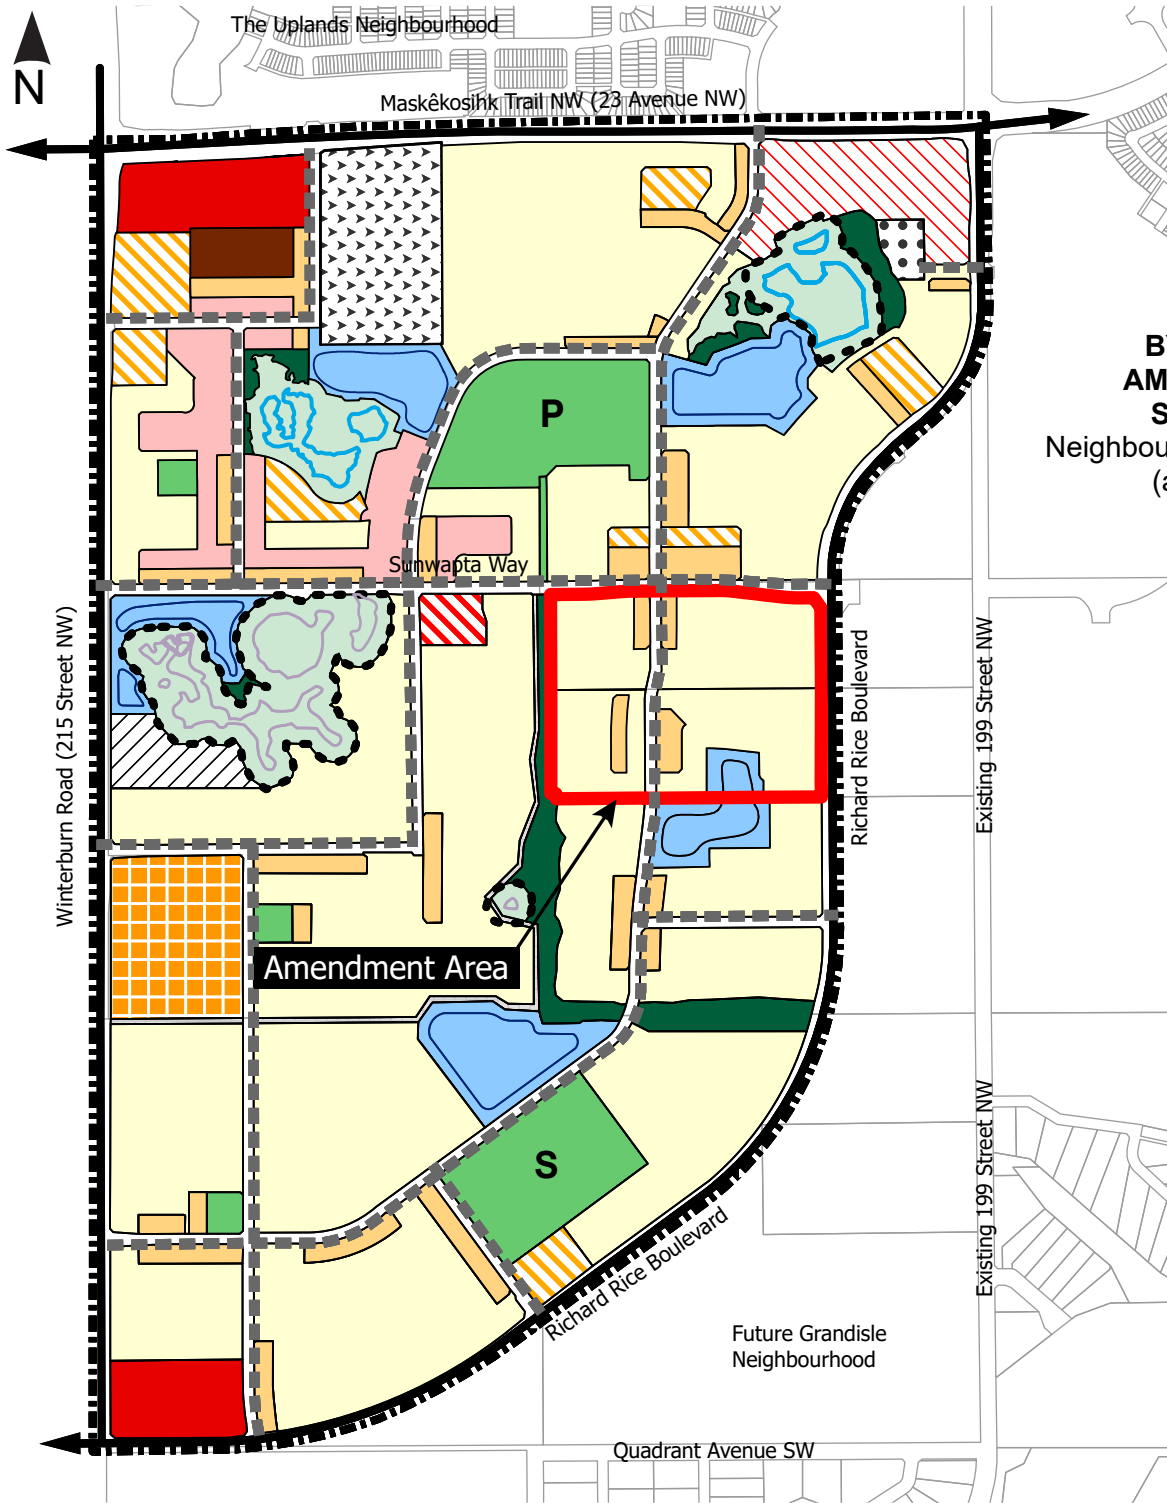 The Uplands Neighbourhood
N
Maskêkosihk Trail NW (23 Avenue NW)
P
Sunwapta Way
Winterburn Road (215 Street NW)
Richard Rice Boulevard
Existing 199 Street NW
Amendment Area
S
Existing 199 Street NW
Richard Rice Boulevard
Future Grandisle
Neighbourhood
Quadrant Avenue SW